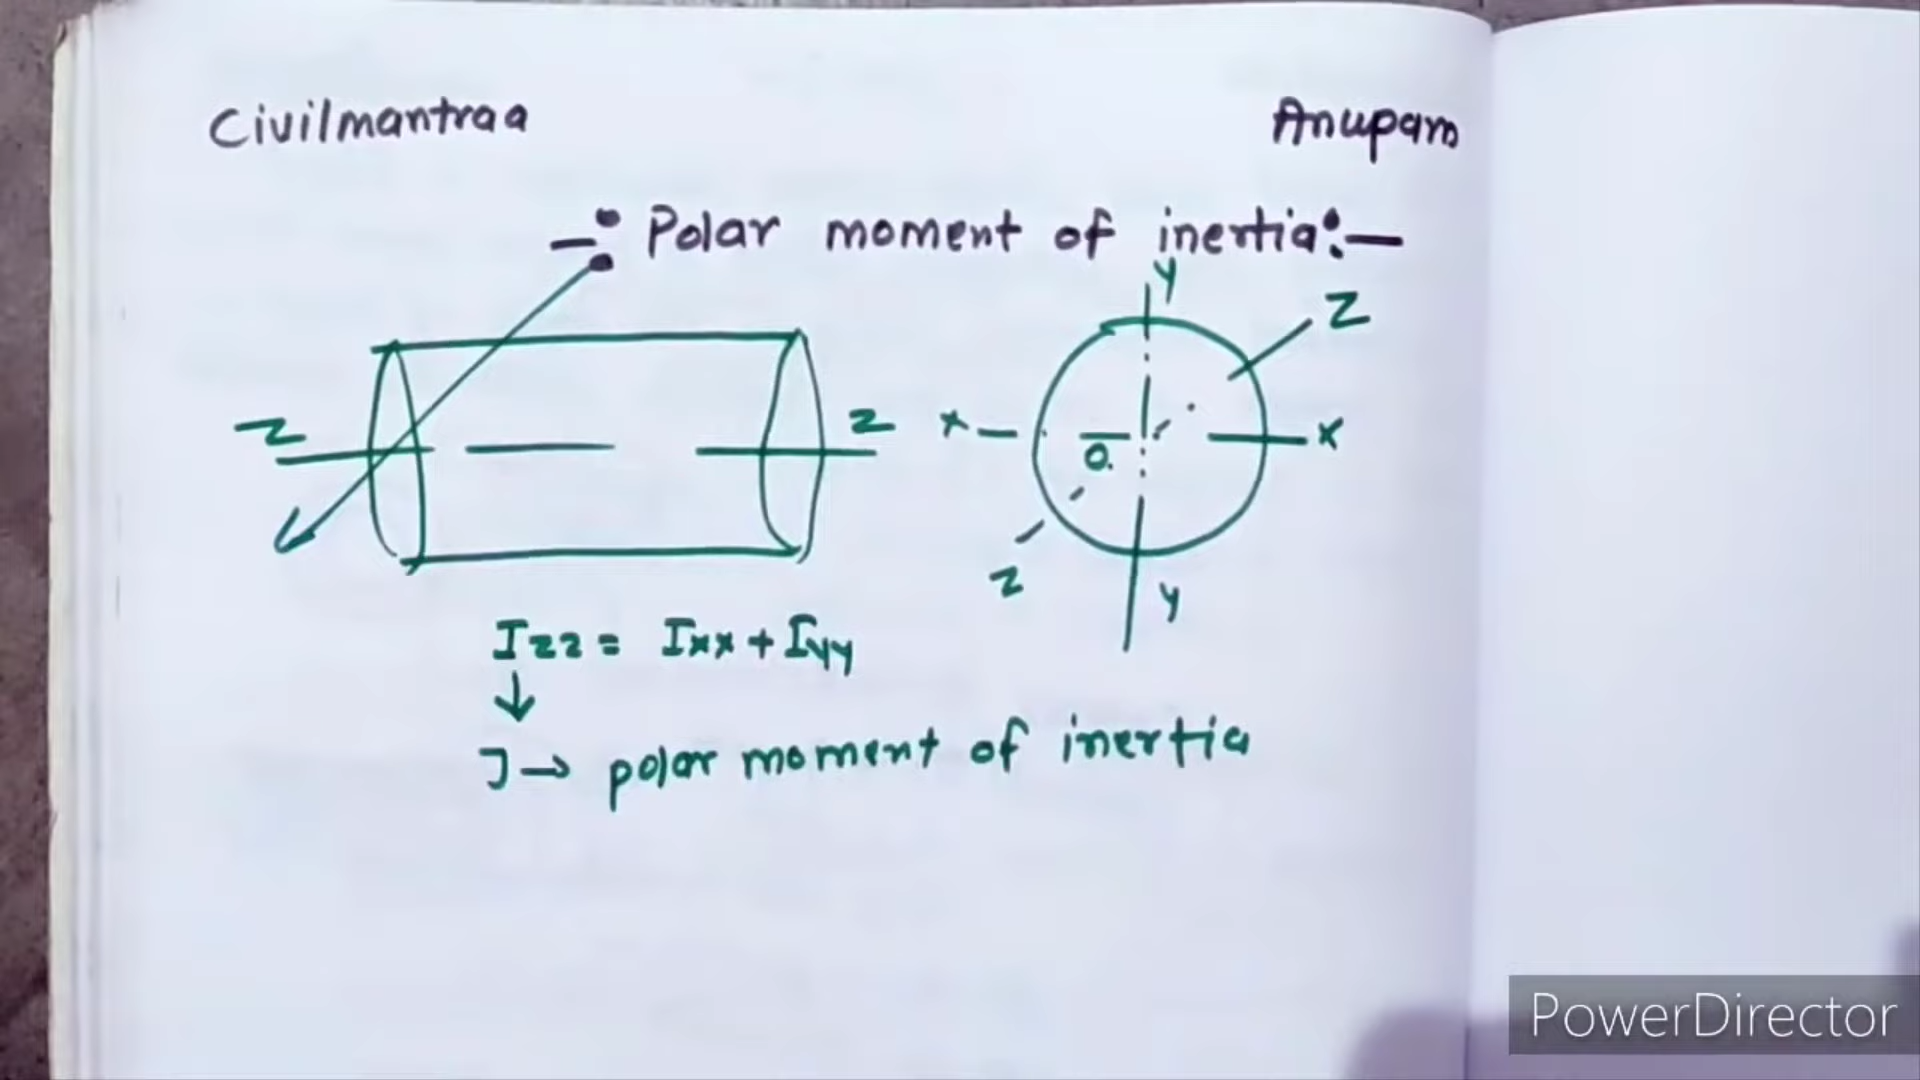 Civilmantraa
Anupam
-: Polar moment of inertia:-
Y
Z
Z
Z
X
X
O.
Z
Y
Izz = Ixx + Iyy
↓
J → polar moment of inertia
PowerDirector